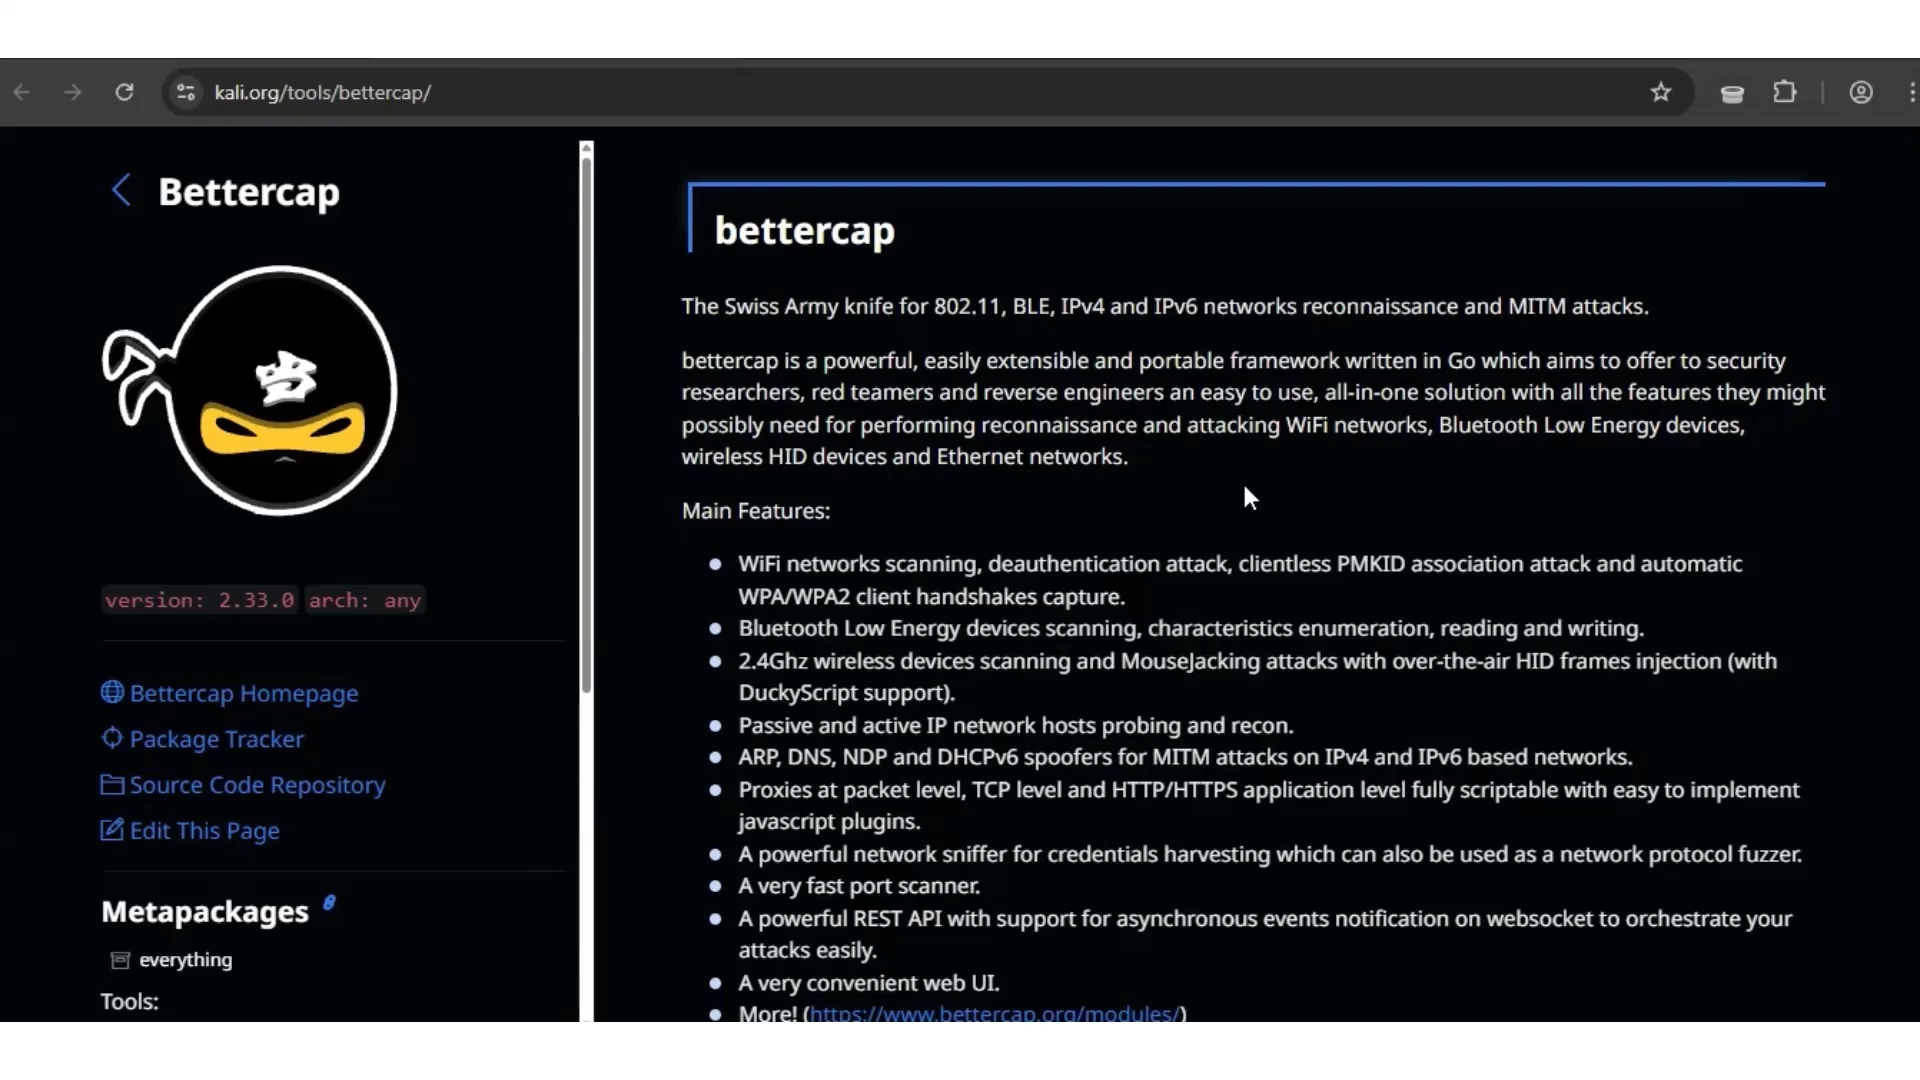 kali.org/tools/bettercap/
Bettercap
version: 2.33.0 arch: any
Bettercap Homepage
Package Tracker
Source Code Repository
Edit This Page
Metapackages
everything
Tools:
bettercap
The Swiss Army knife for 802.11, BLE, IPv4 and IPv6 networks reconnaissance and MITM attacks.
bettercap is a powerful, easily extensible and portable framework written in Go which aims to offer to security
researchers, red teamers and reverse engineers an easy to use, all-in-one solution with all the features they might
possibly need for performing reconnaissance and attacking WiFi networks, Bluetooth Low Energy devices,
wireless HID devices and Ethernet networks.
Main Features:
WiFi networks scanning, deauthentication attack, clientless PMKID association attack and automatic
WPA/WPA2 client handshakes capture.
Bluetooth Low Energy devices scanning, characteristics enumeration, reading and writing.
2.4Ghz wireless devices scanning and MouseJacking attacks with over-the-air HID frames injection (with
DuckyScript support).
Passive and active IP network hosts probing and recon.
ARP, DNS, NDP and DHCPv6 spoofers for MITM attacks on IPv4 and IPv6 based networks.
Proxies at packet level, TCP level and HTTP/HTTPS application level fully scriptable with easy to implement
javascript plugins.
A powerful network sniffer for credentials harvesting which can also be used as a network protocol fuzzer.
A very fast port scanner.
A powerful REST API with support for asynchronous events notification on websocket to orchestrate your
attacks easily.
A very convenient web UI.
More! (https://www.bettercap.org/modules/)